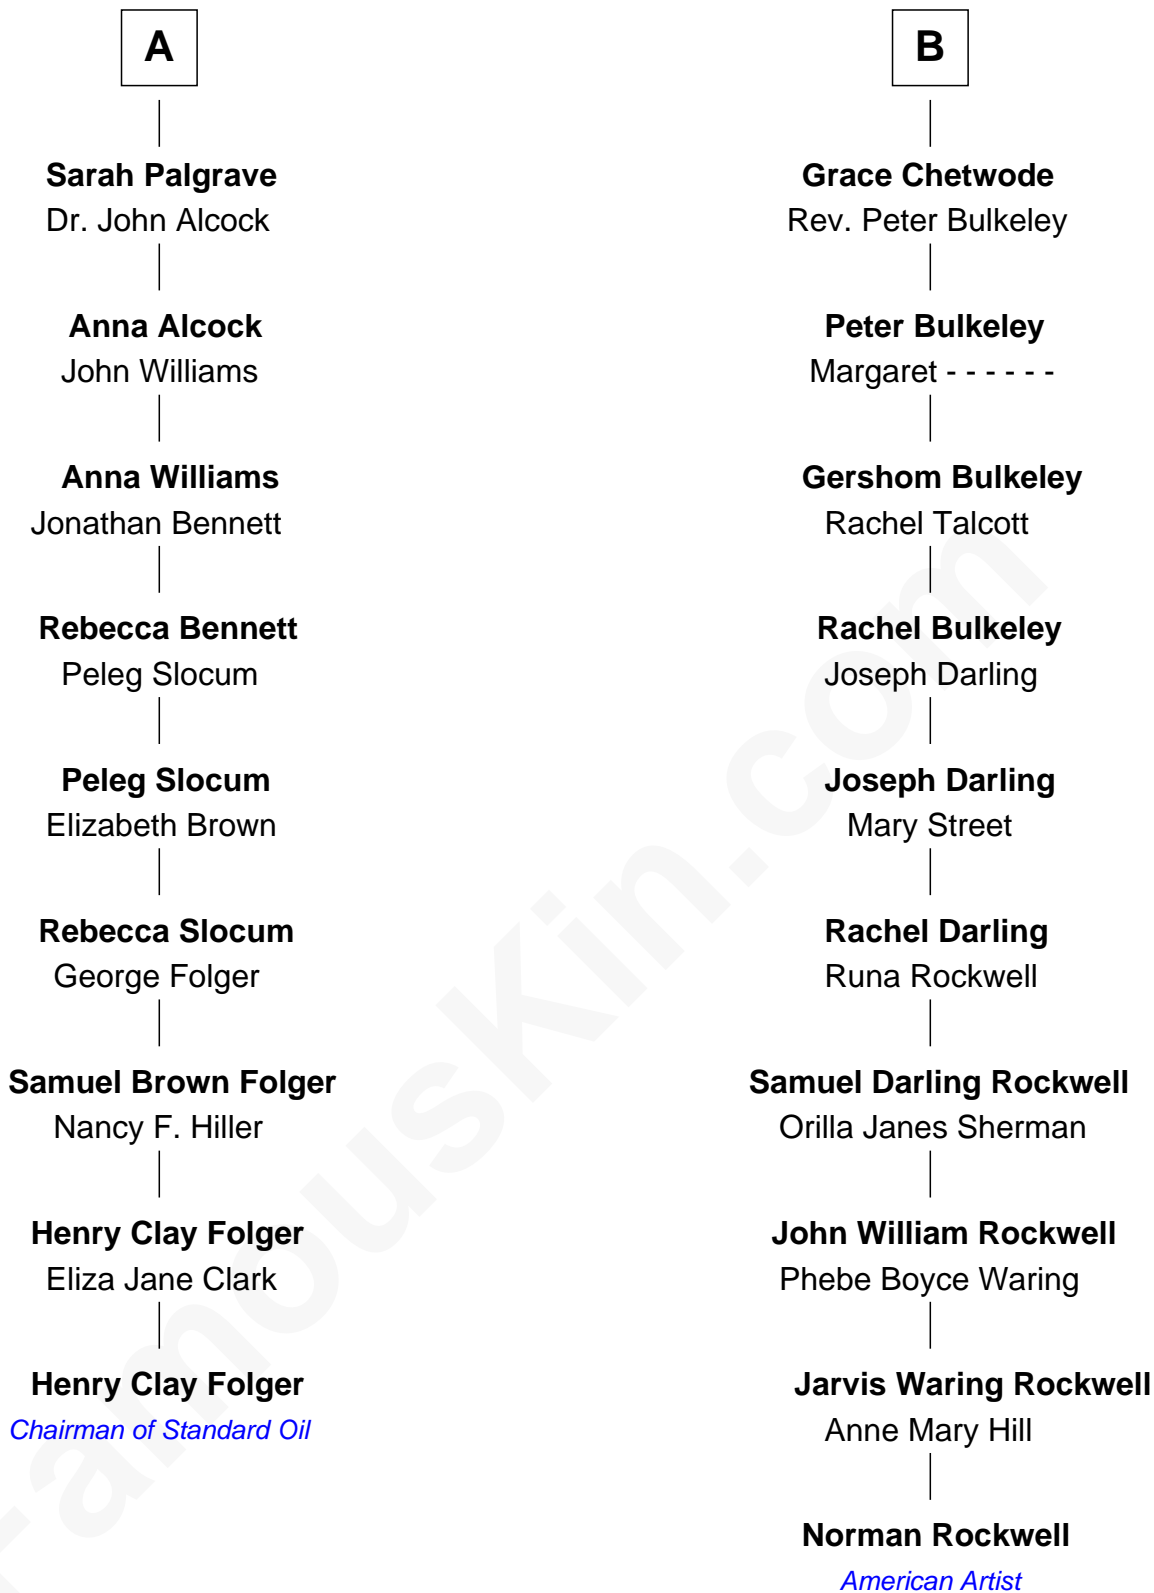 A
Sarah Palgrave
Dr. John Alcock
Anna Alcock
John Williams
Anna Williams
Jonathan Bennett
Rebecca Bennett
Peleg Slocum
Peleg Slocum
Elizabeth Brown
Rebecca Slocum
George Folger
Samuel Brown Folger
Nancy F. Hiller
Henry Clay Folger
Eliza Jane Clark
Henry Clay Folger
Chairman of Standard Oil
B
Grace Chetwode
Rev. Peter Bulkeley
Peter Bulkeley
Margaret - - - - - -
Gershom Bulkeley
Rachel Talcott
Rachel Bulkeley
Joseph Darling
Joseph Darling
Mary Street
Rachel Darling
Runa Rockwell
Samuel Darling Rockwell
Orilla Janes Sherman
John William Rockwell
Phebe Boyce Waring
Jarvis Waring Rockwell
Anne Mary Hill
Norman Rockwell
American Artist
FamousKin.com